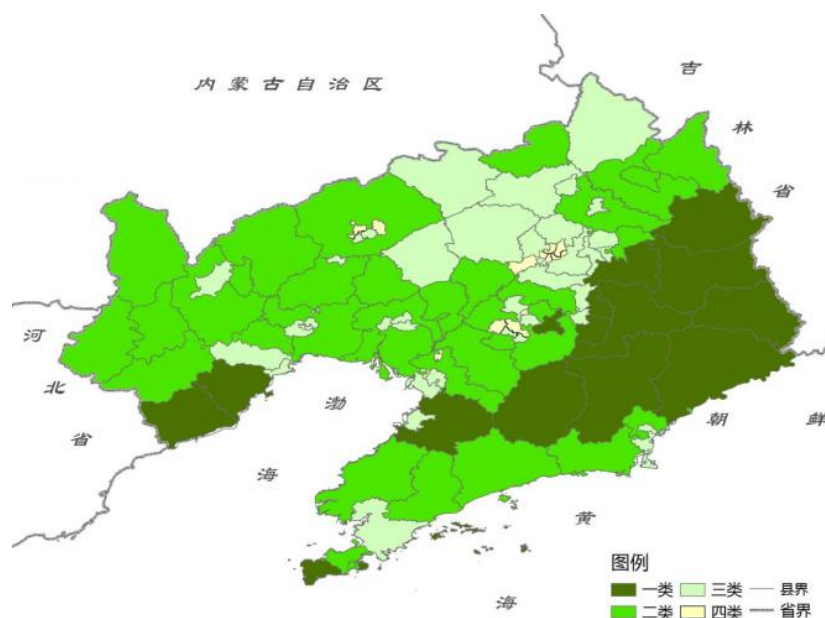 内蒙古自治区
吉
林
省
河
北
省
渤
海
朝鲜
黄
海
图例
一类 三类 县界
二类 四类 省界